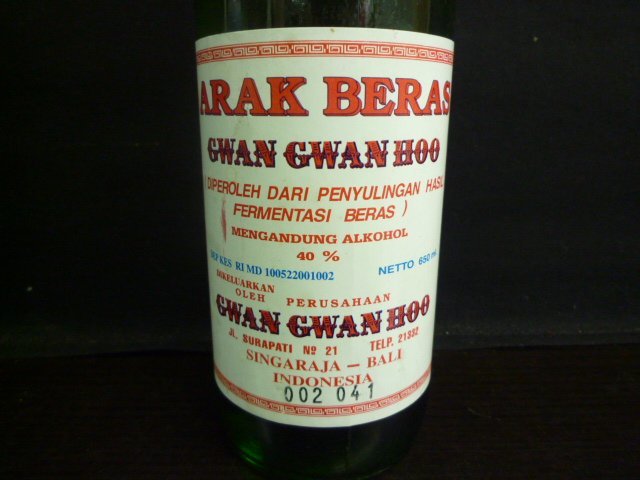 ARAK BERAS
GWAN GWAN HOO
( DIPEROLEH DARI PENYULINGAN HASIL
FERMENTASI BERAS )
MENGANDUNG ALKOHOL
40 %
DEP KES RI MD 100522001002 NETTO 650 ml
DIKELUARKAN
OLEH PERUSAHAAN
GWAN GWAN HOO
Jl. SURAPATI No 21 TELP. 21332
SINGARAJA – BALI
INDONESIA
002 041